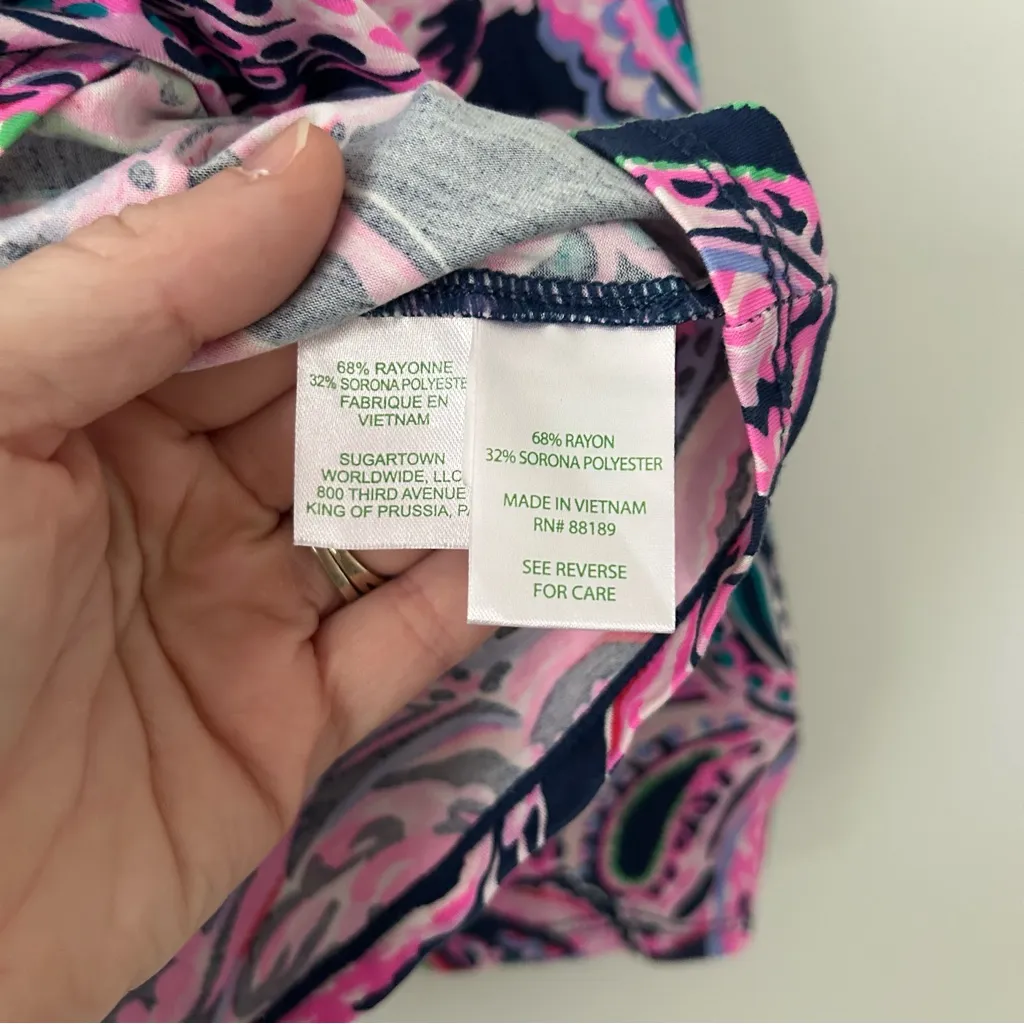 68% RAYONNE
32% SORONA POLYESTE
FABRIQUE EN
VIETNAM
SUGARTOWN
WORLDWIDE, LLC
800 THIRD AVENUE
KING OF PRUSSIA, PA
68% RAYON
32% SORONA POLYESTER
MADE IN VIETNAM
RN# 88189
SEE REVERSE
FOR CARE